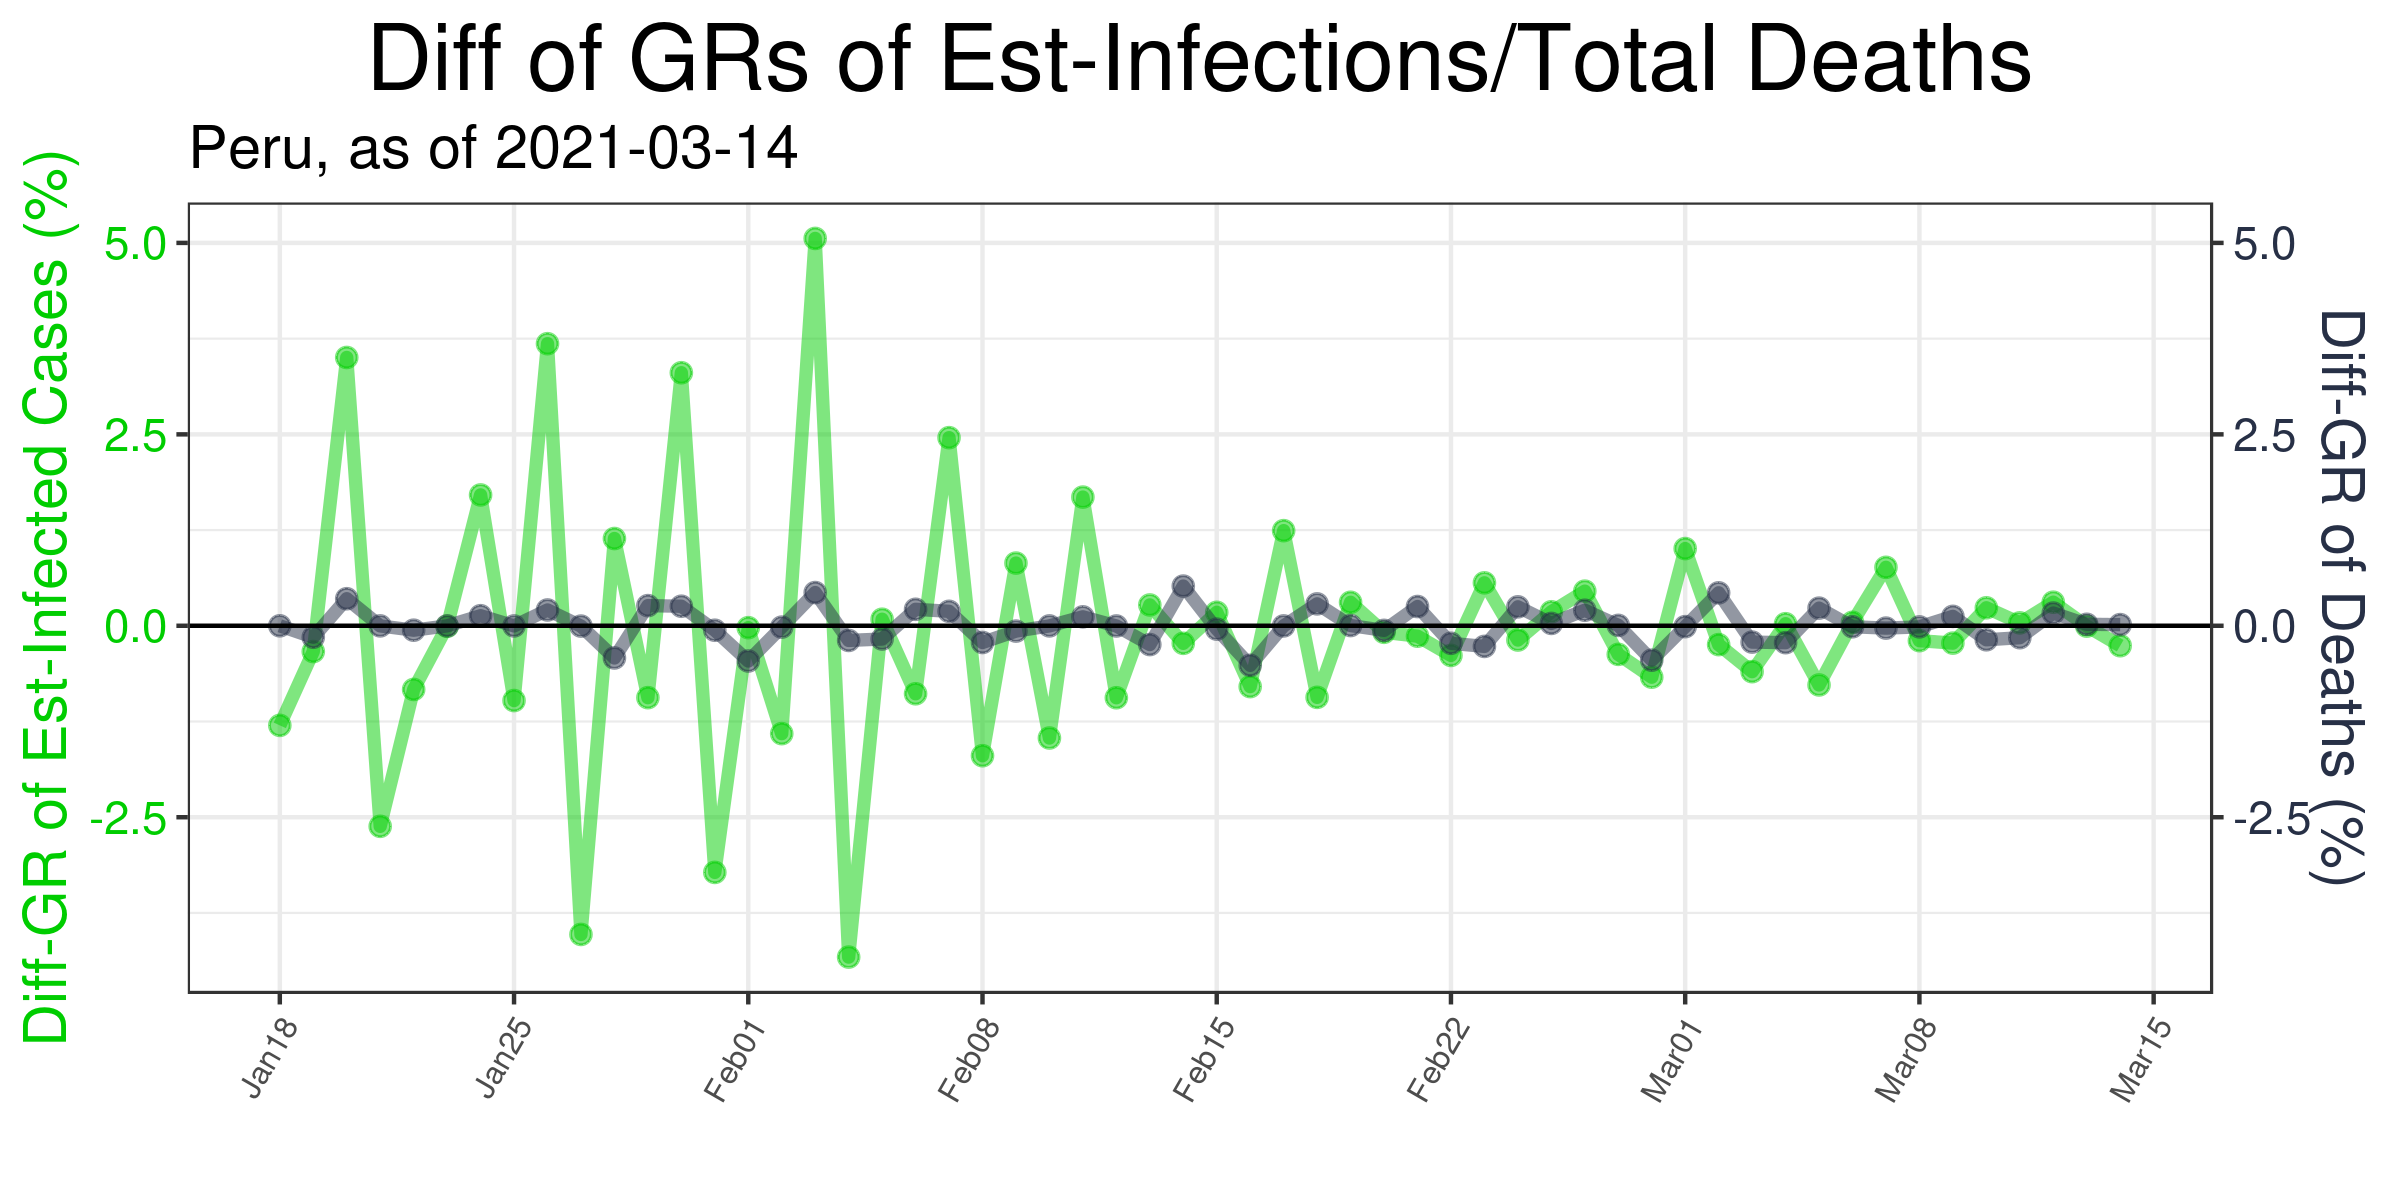 Diff of GRs of Est-Infections/Total Deaths
Peru, as of 2021-03-14
Diff-GR of Est-Infected Cases (%)
5.0
2.5
0.0
-2.5
5.0
2.5
0.0
-2.5
Diff-GR of Deaths (%)
Jan18
Jan25
Feb01
Feb08
Feb15
Feb22
Mar01
Mar08
Mar15